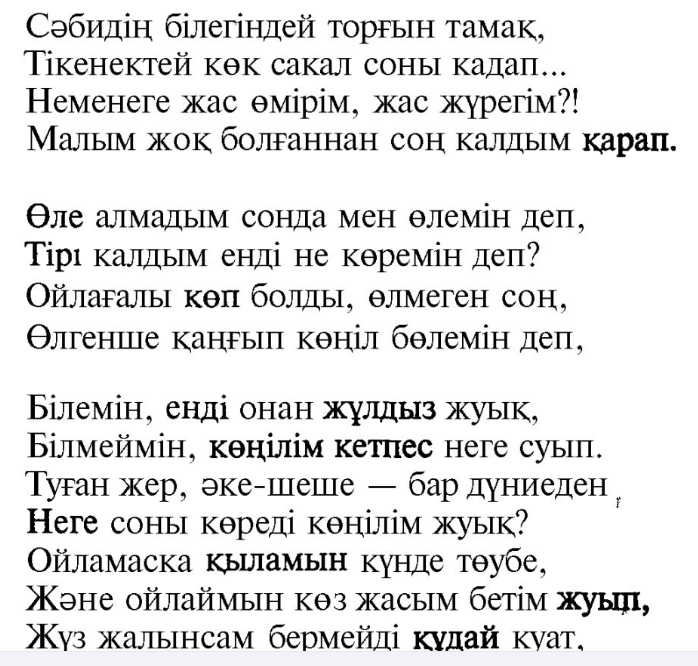 Сәбидің білегіндей торғын тамақ,
Тікенектей көк сакал соны кадап...
Неменеге жас өмірім, жас жүрегім?!
Малым жоқ болғаннан соң калдым қарап.
Өле алмадым сонда мен өлемін деп,
Тірі калдым енді не көремін деп?
Ойлағалы көп болды, өлмеген соң,
Өлгенше қаңғып көңіл бөлемін деп,
Білемін, енді онан жұлдыз жуық,
Білмеймін, көңілім кетпес неге суып.
Туған жер, әке-шеше — бар дүниеден,
Неге соны көреді көңілім жуық?
Ойламаска қыламын күнде төубе,
Және ойлаймын көз жасым бетім жуып,
Жүз жалынсам бермейді құдай куат,